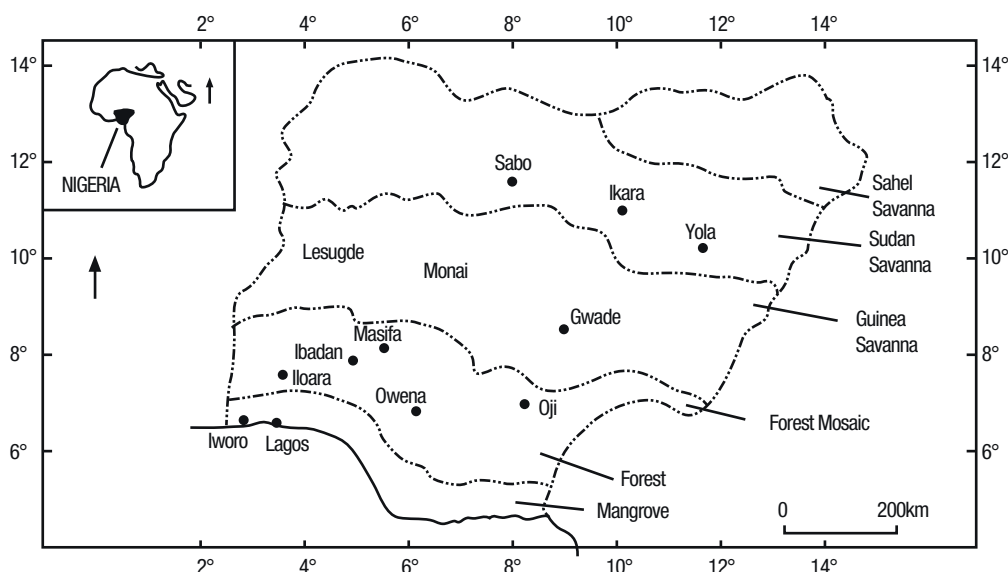 2° 4° 6° 8° 10° 12° 14°
14° 14°
NIGERIA
12° 12°
Sabo
Sahel
Savanna
Ikara
Yola
Sudan
Savanna
10° 10°
Lesugde
Monai
Gwade
Guinea
Savanna
8° 8°
Masifa
Ibadan
Iloara
Owena
Oji
Forest Mosaic
6° 6°
Iworo
Lagos
Forest
Mangrove
0 200km
2° 4° 6° 8° 10° 12° 14°